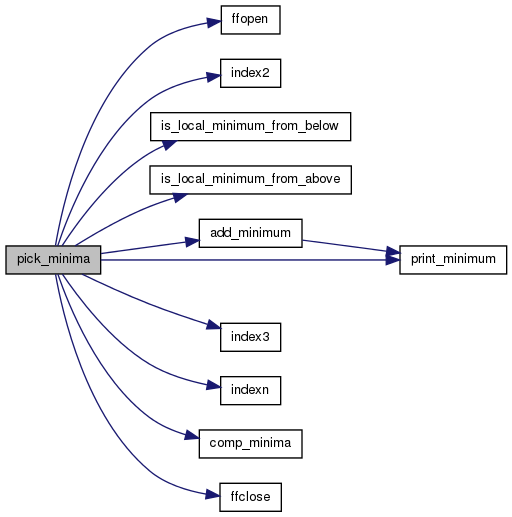 ffopen
index2
is_local_minimum_from_below
is_local_minimum_from_above
add_minimum
pick_minima
print_minimum
index3
indexn
comp_minima
ffclose